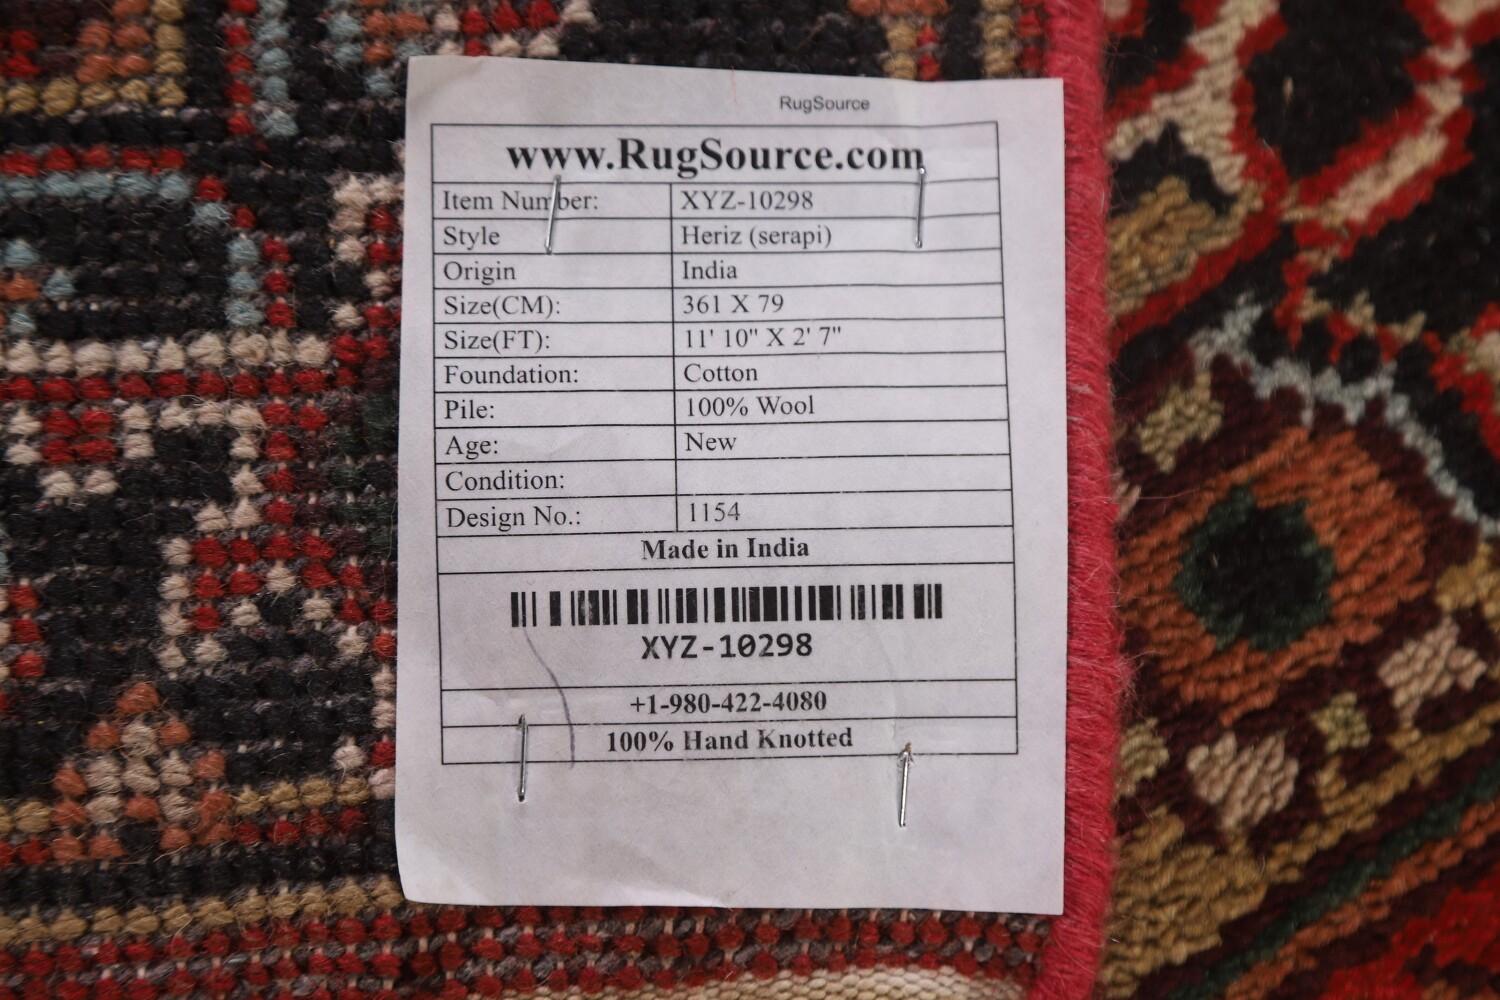 RugSource
www.RugSource.com
Item Number: XYZ-10298
Style Heriz (serapi)
Origin India
Size(CM): 361 X 79
Size(FT): 11' 10" X 2' 7"
Foundation: Cotton
Pile: 100% Wool
Age: New
Condition:
Design No.: 1154
Made in India
XYZ-10298
+1-980-422-4080
100% Hand Knotted